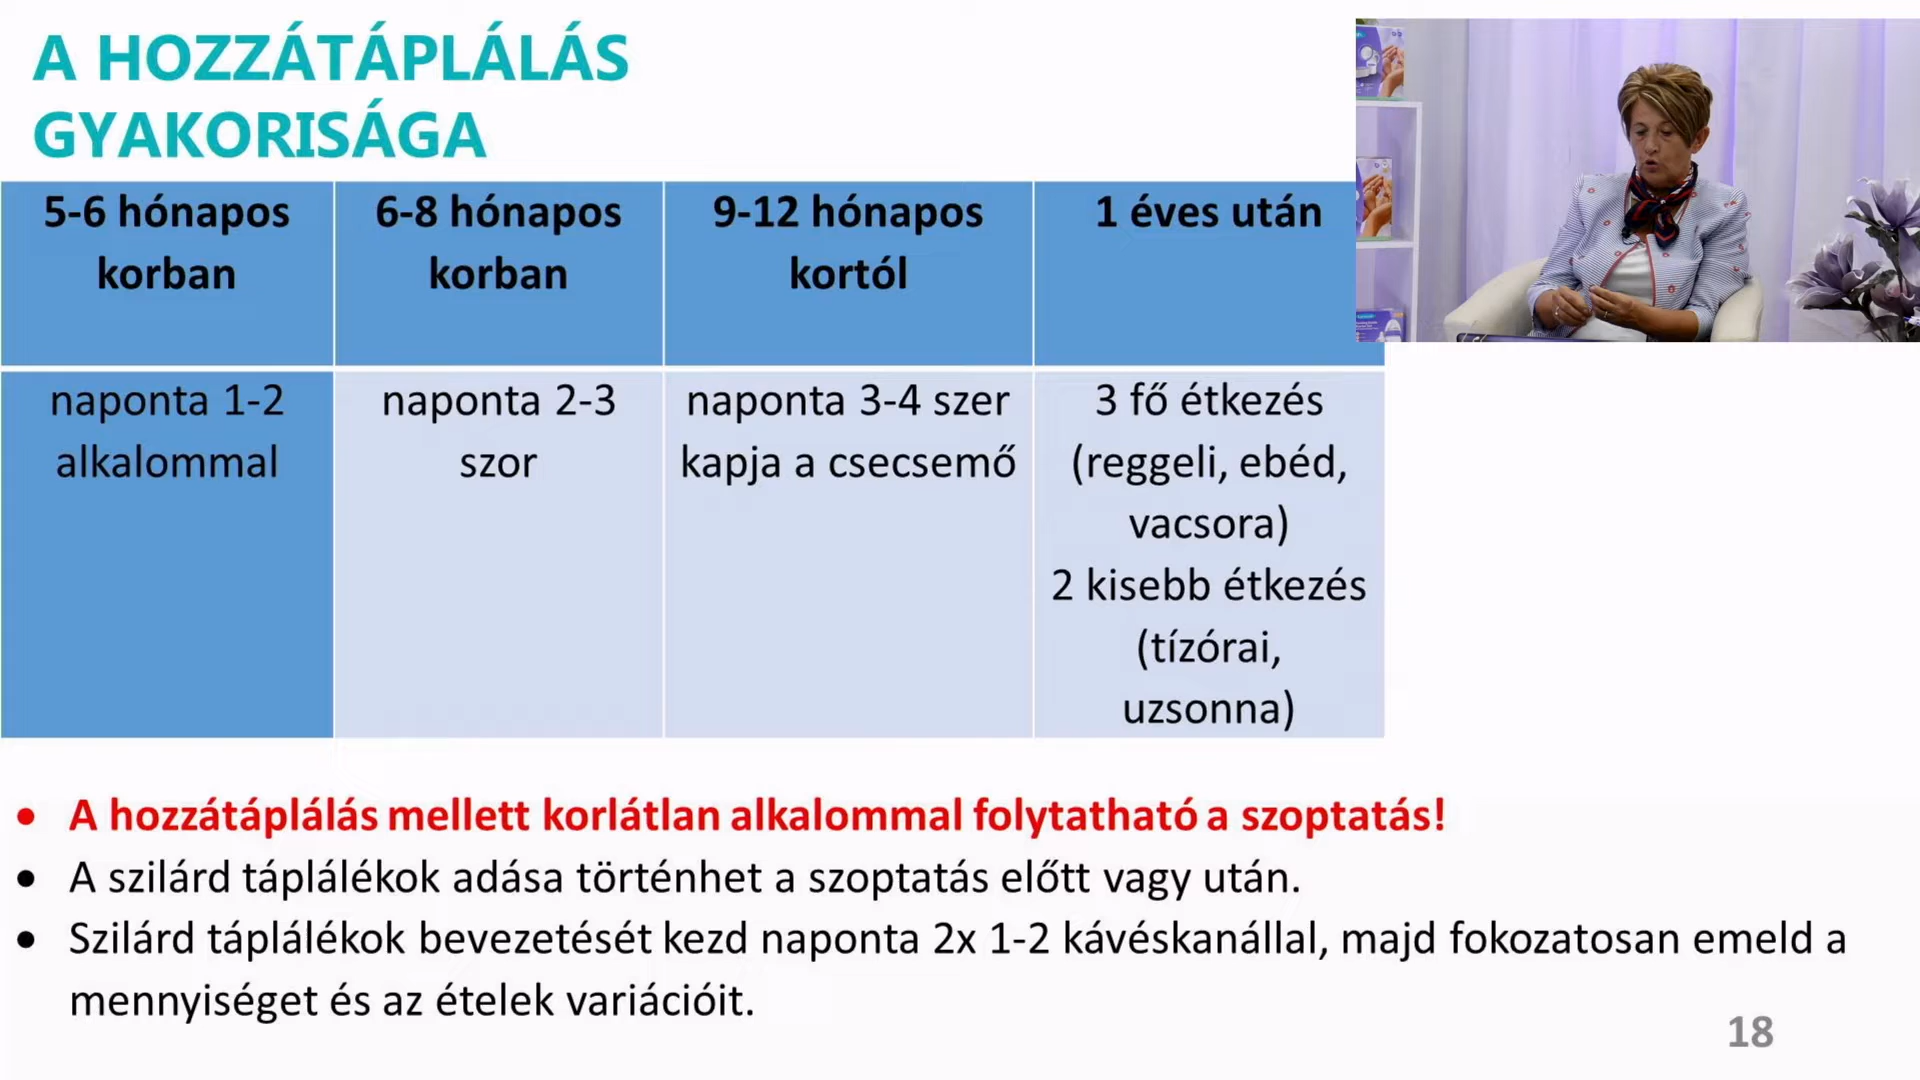 A HOZZÁTÁPLÁLÁS
GYAKORISÁGA
5-6 hónapos
korban
6-8 hónapos
korban
9-12 hónapos
kortól
1 éves után
naponta 1-2
alkalommal
naponta 2-3
szor
naponta 3-4 szer
kapja a csecsemő
3 fő étkezés
(reggeli, ebéd,
vacsora)
2 kisebb étkezés
(tízórai,
uzsonna)
• A hozzátáplálás mellett korlátlan alkalommal folytatható a szoptatás!
• A szilárd táplálékok adása történhet a szoptatás előtt vagy után.
• Szilárd táplálékok bevezetését kezd naponta 2x 1-2 kávéskanállal, majd fokozatosan emeld a
mennyiséget és az ételek variációit.
18